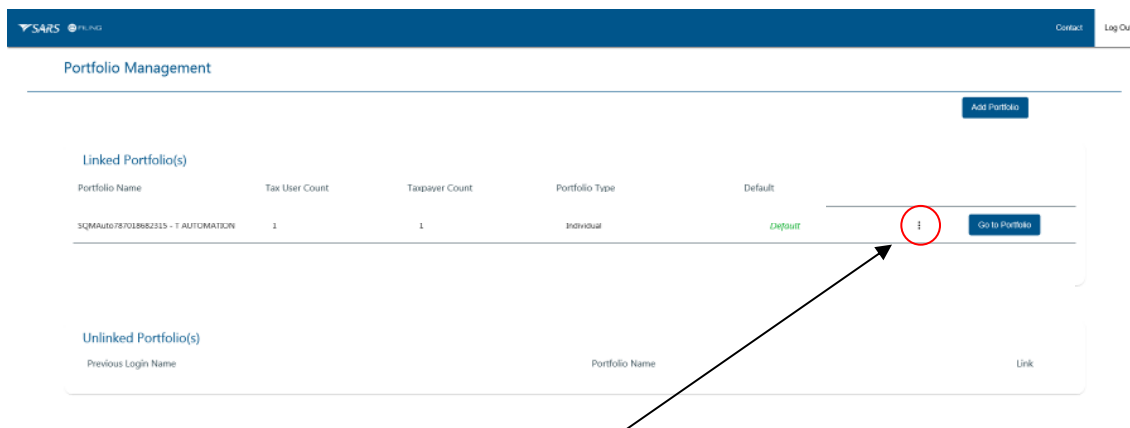 SARS eFILING Contact Log Ou
Portfolio Management
Add Portfolio
Linked Portfolio(s)
Portfolio Name Tax User Count Taxpayer Count Portfolio Type Default
SQMAuto787018682315 - T AUTOMATION 1 1 Individual Default Go to Portfolio
Unlinked Portfolio(s)
Previous Login Name Portfolio Name Link